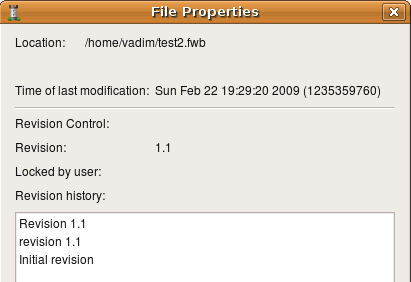 File Properties
Location: /home/vadim/test2.fwb
Time of last modification: Sun Feb 22 19:29:20 2009 (1235359760)
Revision Control:
Revision: 1.1
Locked by user:
Revision history:
Revision 1.1
revision 1.1
Initial revision